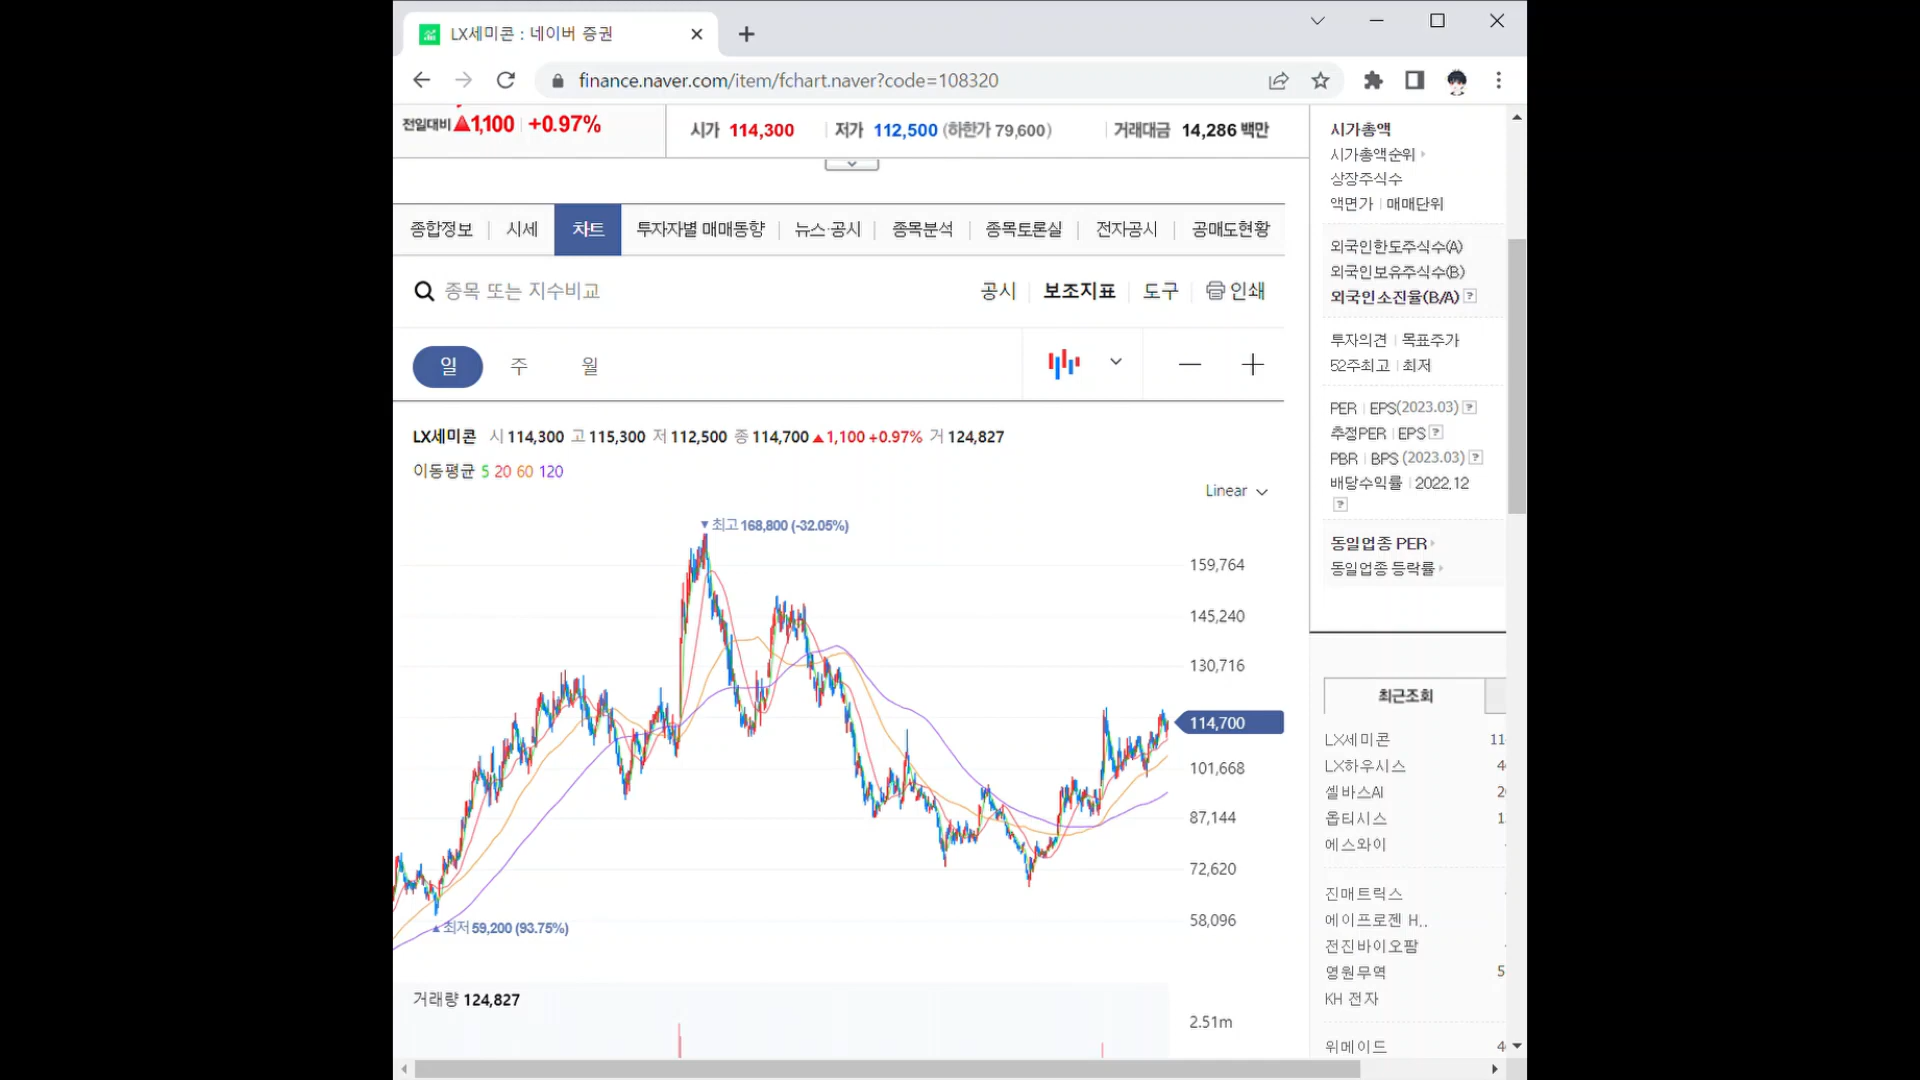 LX세미콘 : 네이버 증권
finance.naver.com/item/fchart.naver?code=108320
전일대비 ▲1,100 +0.97%
시가 114,300 저가 112,500 (하한가 79,600) 거래대금 14,286 백만
종합정보 시세 차트 투자자별 매매동향 뉴스·공시 종목분석 종목토론실 전자공시 공매도현황
종목 또는 지수비교 공시 보조지표 도구 인쇄
일 주 월
LX세미콘 시 114,300 고 115,300 저 112,500 종 114,700 ▲1,100 +0.97% 거 124,827
이동평균 5 20 60 120
Linear
▼최고 168,800 (-32.05%)
159,764
145,240
130,716
114,700
101,668
87,144
72,620
58,096
▲최저 59,200 (93.75%)
거래량 124,827
2.51m
시가총액
시가총액순위
상장주식수
액면가 매매단위
외국인한도주식수(A)
외국인보유주식수(B)
외국인소진율(B/A) ?
투자의견 목표주가
52주최고 최저
PER EPS(2023.03) ?
추정PER EPS ?
PBR BPS (2023.03) ?
배당수익률 2022.12
?
동일업종 PER
동일업종 등락률
최근조회
LX세미콘 11
LX하우시스 4
셀바스AI 2
옵티시스 1
에스와이
진매트릭스
에이프로젠 H..
전진바이오팜
영원무역 5
KH 전자
위메이드 4